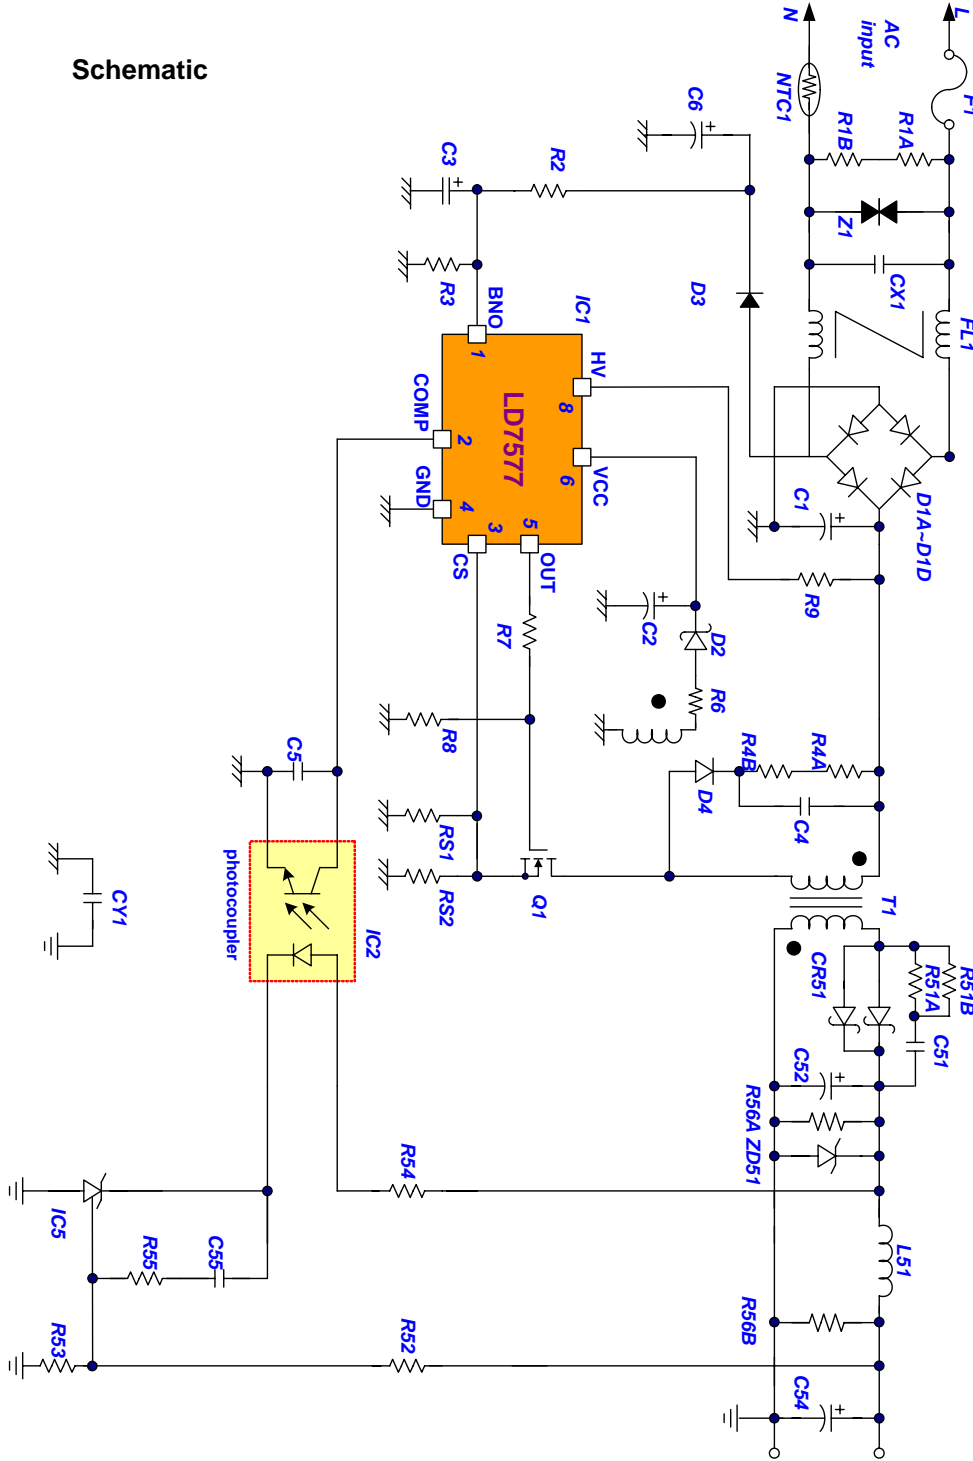 Schematic
N
AC
input
L
F1
NTC1
R1B
R1A
Z1
CX1
FL1
C6
R2
C3
R3
D3
BNO
1
IC1
HV
8
LD7577
COMP
2
VCC
6
GND
4
3
CS
5
OUT
D1A~D1D
C1
R9
C2
D2
R6
R7
R8
R4B
R4A
D4
C4
T1
C5
RS1
RS2
Q1
photocoupler
IC2
CY1
CR51
R51A
R51B
C51
C52
R56A
ZD51
R54
IC5
R55
C55
L51
R56B
R53
R52
C54